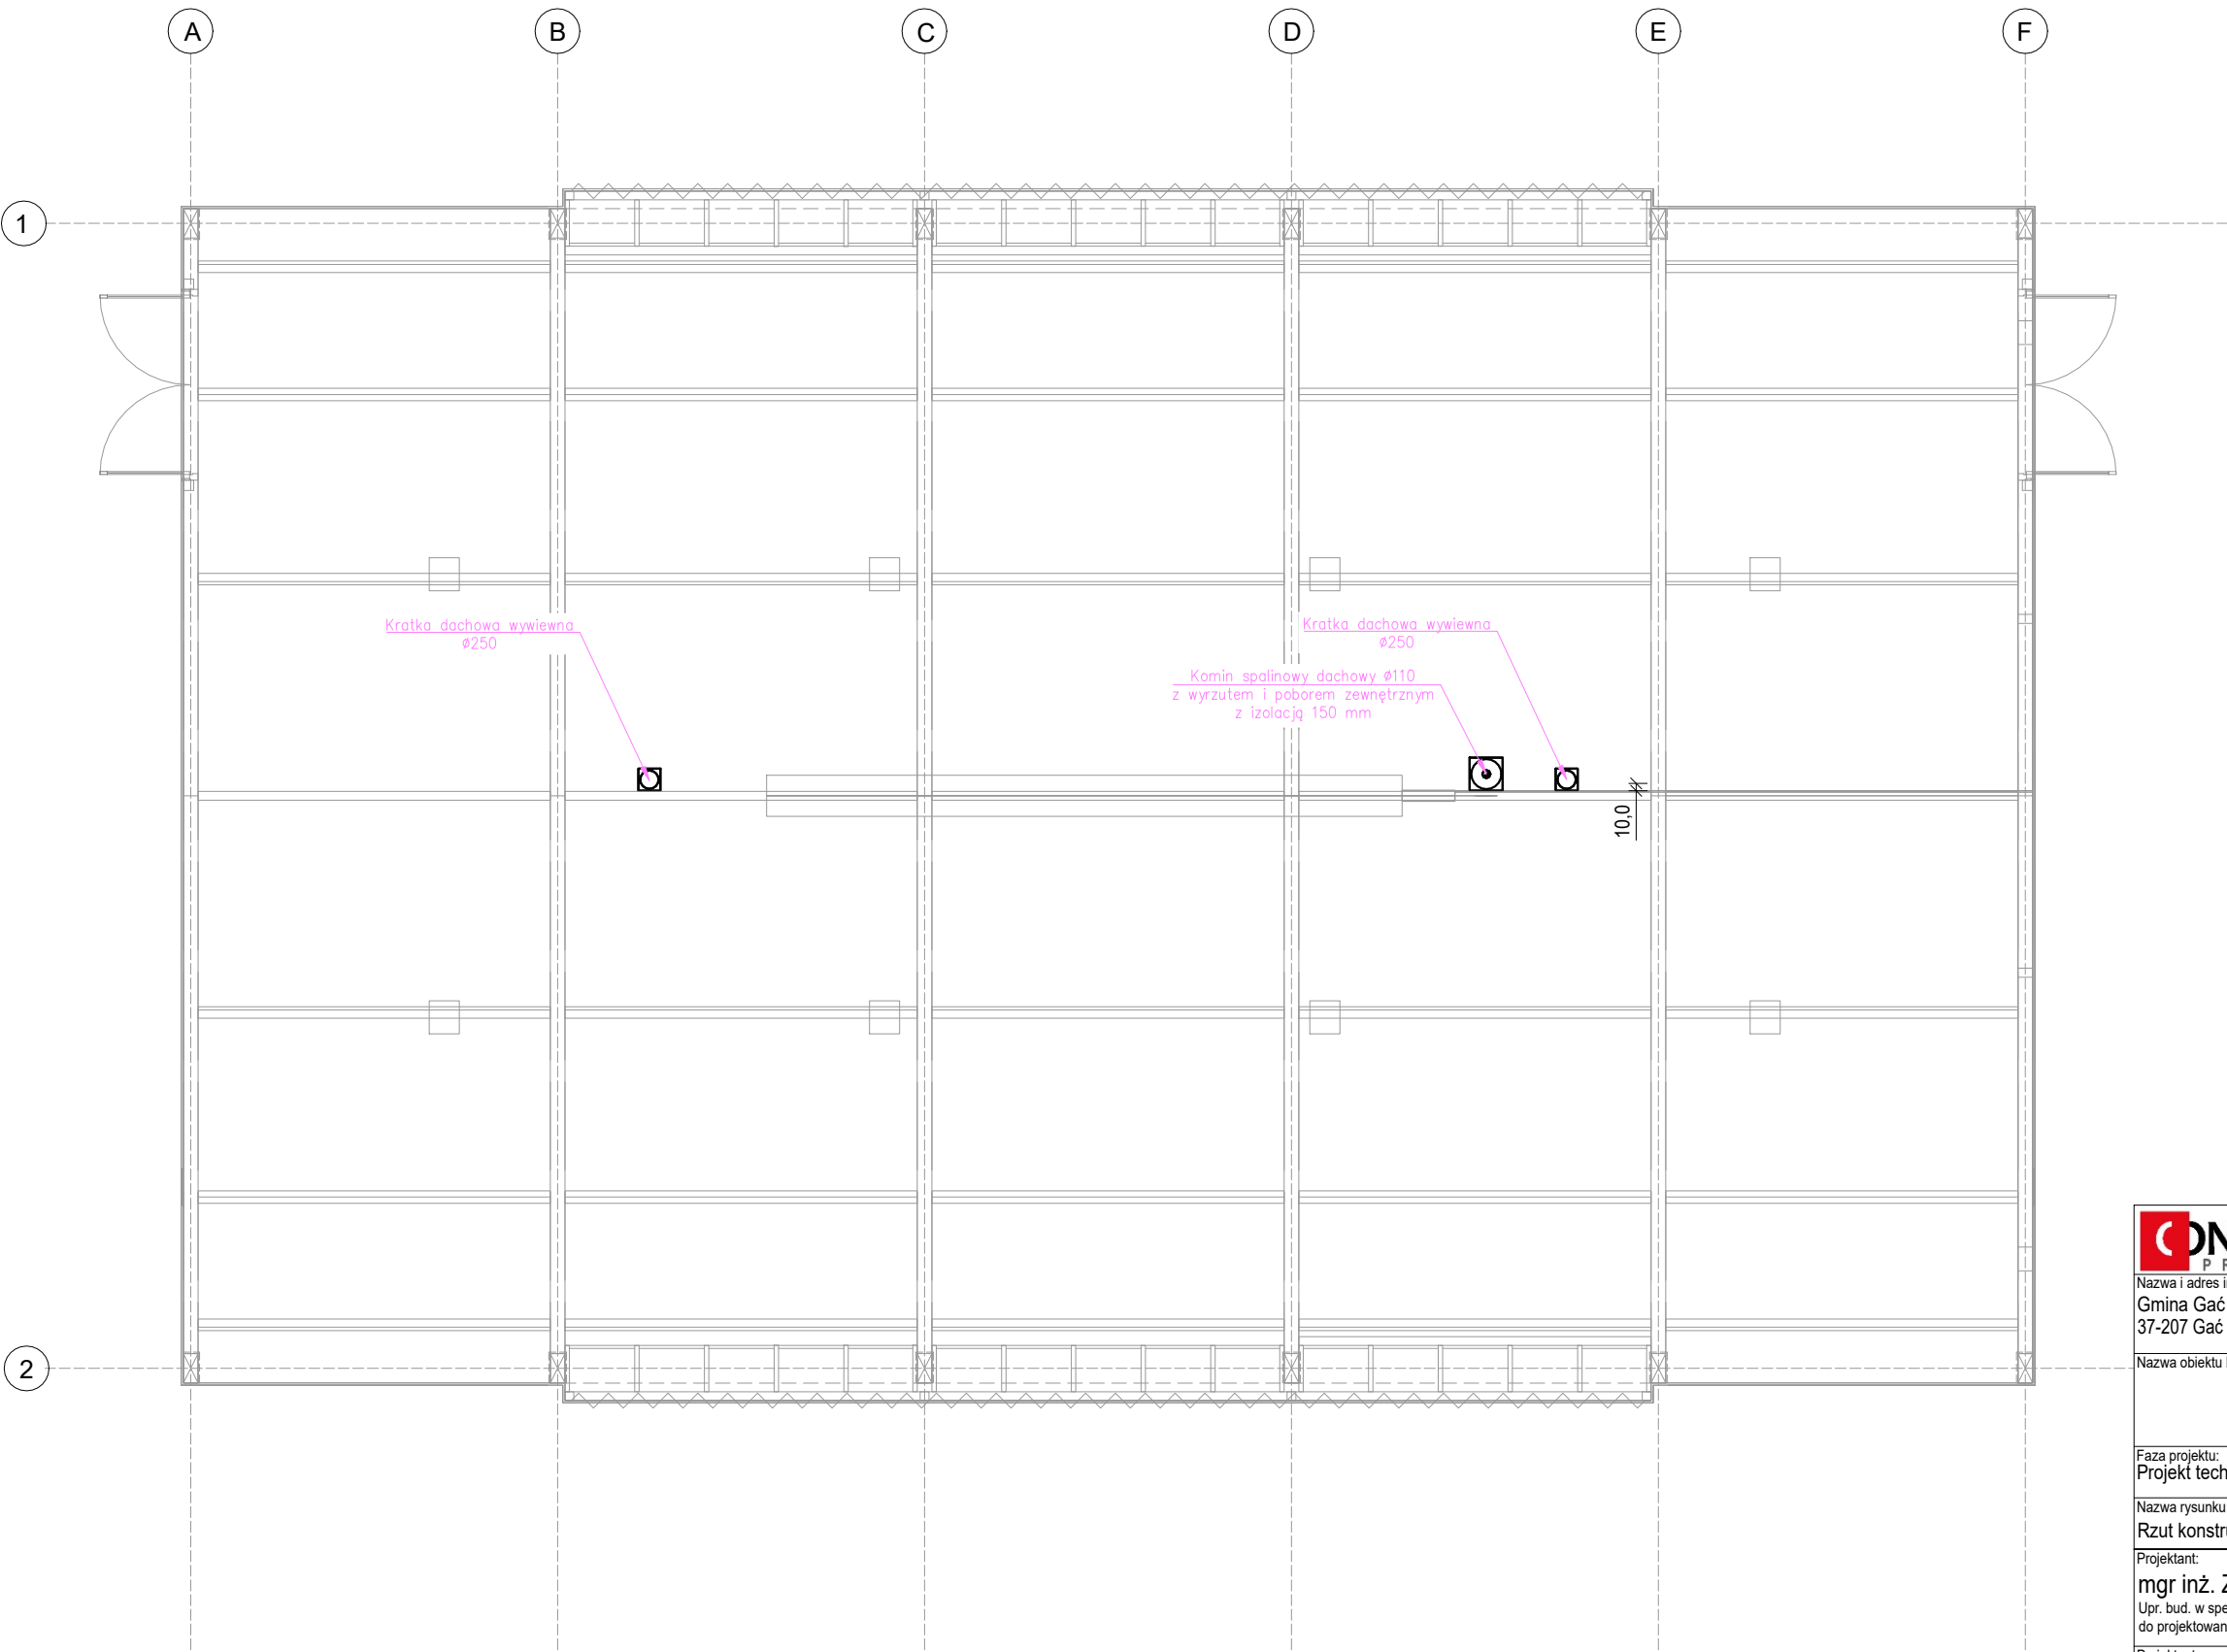 A B C D E F
1
Kratka dachowa wywiewna
ø250
Kratka dachowa wywiewna
ø250
Komin spalinowy dachowy ø110
z wyrzutem i poborem zewnętrznym
z izolacją 150 mm
10,0
2
Nazwa i adres
Gmina Gać
37-207 Gać
Nazwa obiektu
Faza projektu:
Projekt tech
Nazwa rysunku
Rzut konstr
Projektant:
mgr inż.
Upr. bud. w spe
do projektowan